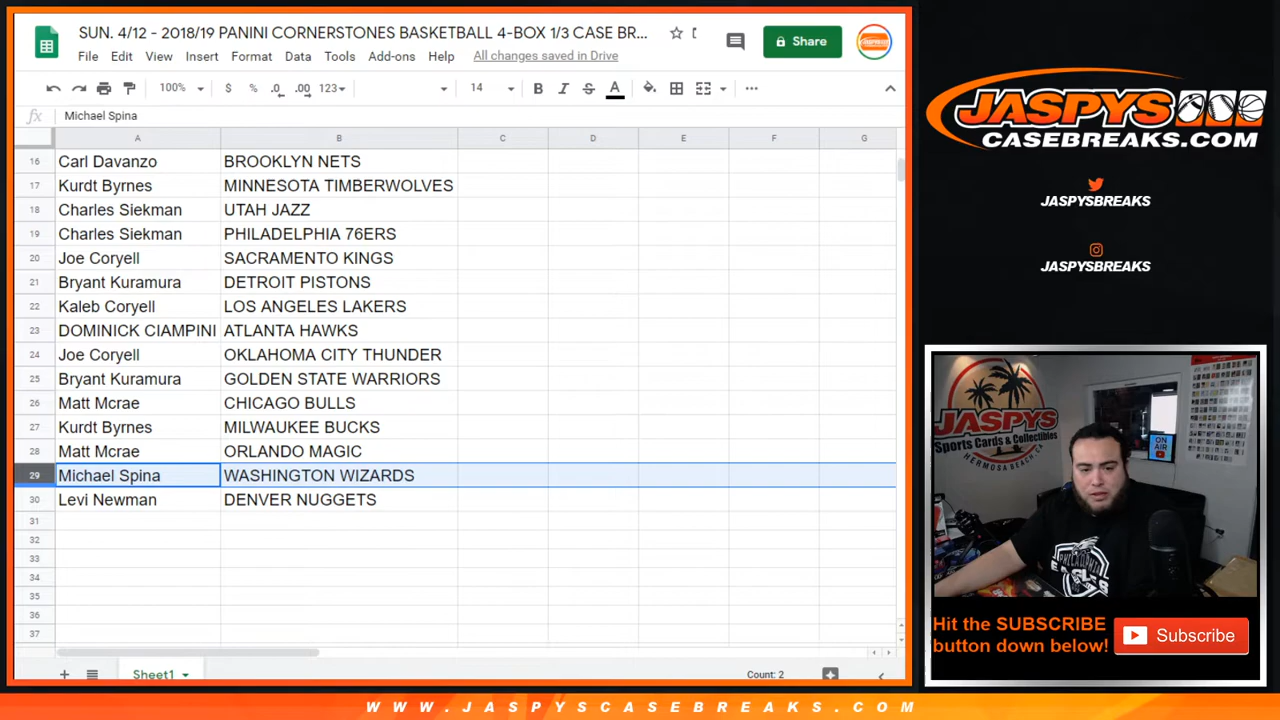 SUN. 4/12 - 2018/19 PANINI CORNERSTONES BASKETBALL 4-BOX 1/3 CASE BR...
File Edit View Insert Format Data Tools Add-ons Help All changes saved in Drive
Share
100% $ % .0 .00 123 14 B I S A
fx Michael Spina
A B C D E F G
16 Carl Davanzo BROOKLYN NETS
17 Kurdt Byrnes MINNESOTA TIMBERWOLVES
18 Charles Siekman UTAH JAZZ
19 Charles Siekman PHILADELPHIA 76ERS
20 Joe Coryell SACRAMENTO KINGS
21 Bryant Kuramura DETROIT PISTONS
22 Kaleb Coryell LOS ANGELES LAKERS
23 DOMINICK CIAMPINI ATLANTA HAWKS
24 Joe Coryell OKLAHOMA CITY THUNDER
25 Bryant Kuramura GOLDEN STATE WARRIORS
26 Matt Mcrae CHICAGO BULLS
27 Kurdt Byrnes MILWAUKEE BUCKS
28 Matt Mcrae ORLANDO MAGIC
29 Michael Spina WASHINGTON WIZARDS
30 Levi Newman DENVER NUGGETS
31
32
33
34
35
36
37
Sheet1
Count: 2
JASPYS
CASEBREAKS.COM
JASPYSBREAKS
JASPYSBREAKS
JASPYS
Sports Cards & Collectibles
HERMOSA BEACH, CA
ON AIR
PHILADELPHIA
EAGLES
Hit the SUBSCRIBE
button down below!
Subscribe
WWW.JASPYSCASEBREAKS.COM